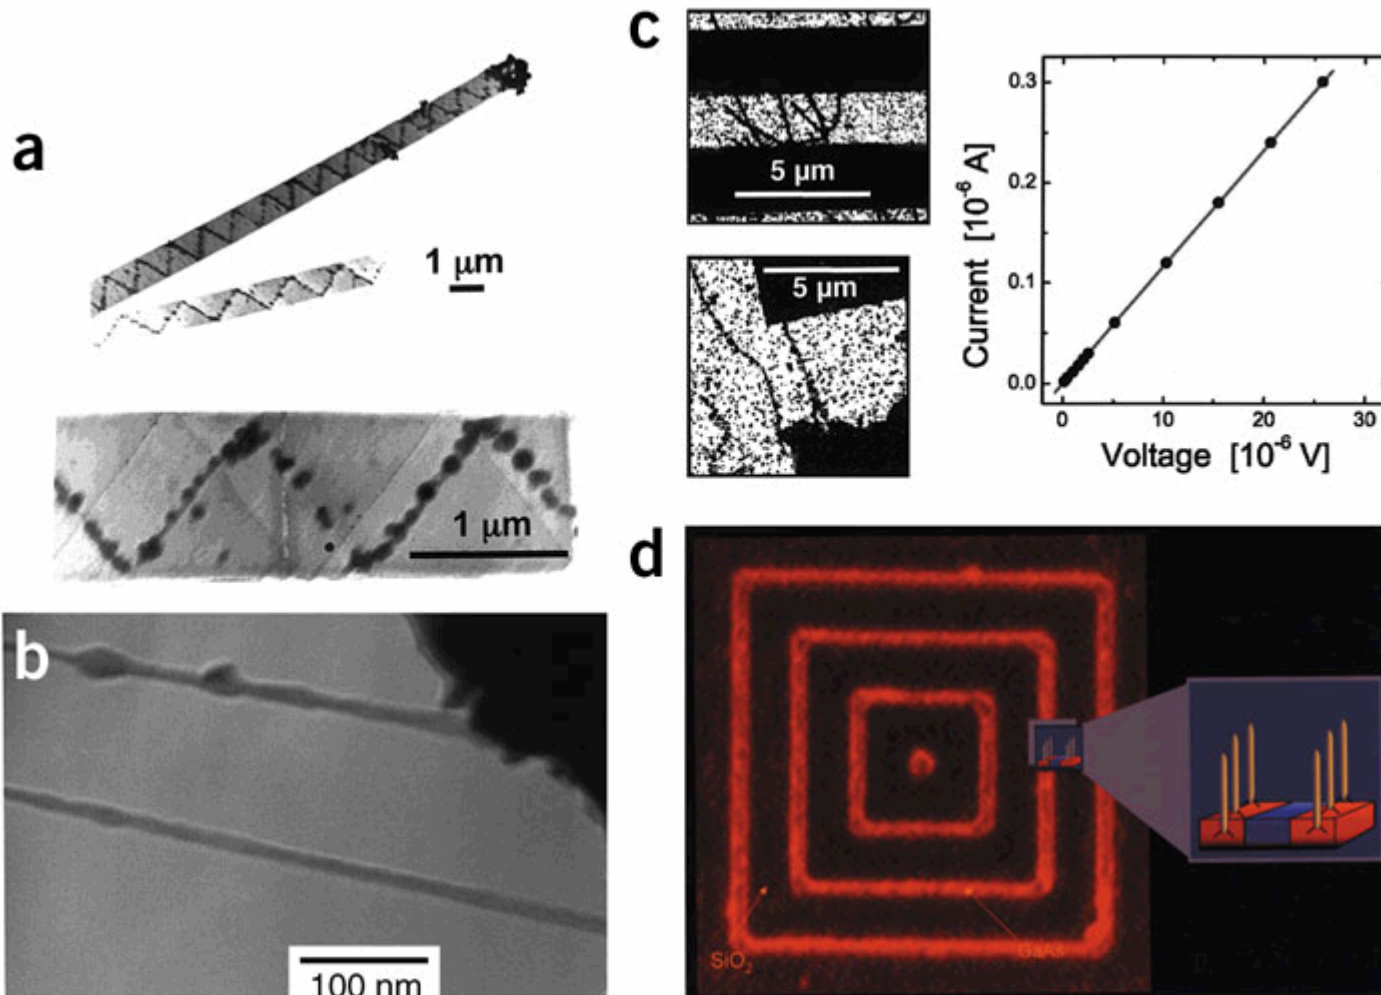 a
1 μm
1 μm
b
100 nm
c
5 μm
5 μm
Current [10⁻⁶ A]
0.3
0.2
0.1
0.0
0
10
20
30
Voltage [10⁻⁶ V]
d
SiO₂
GaAs